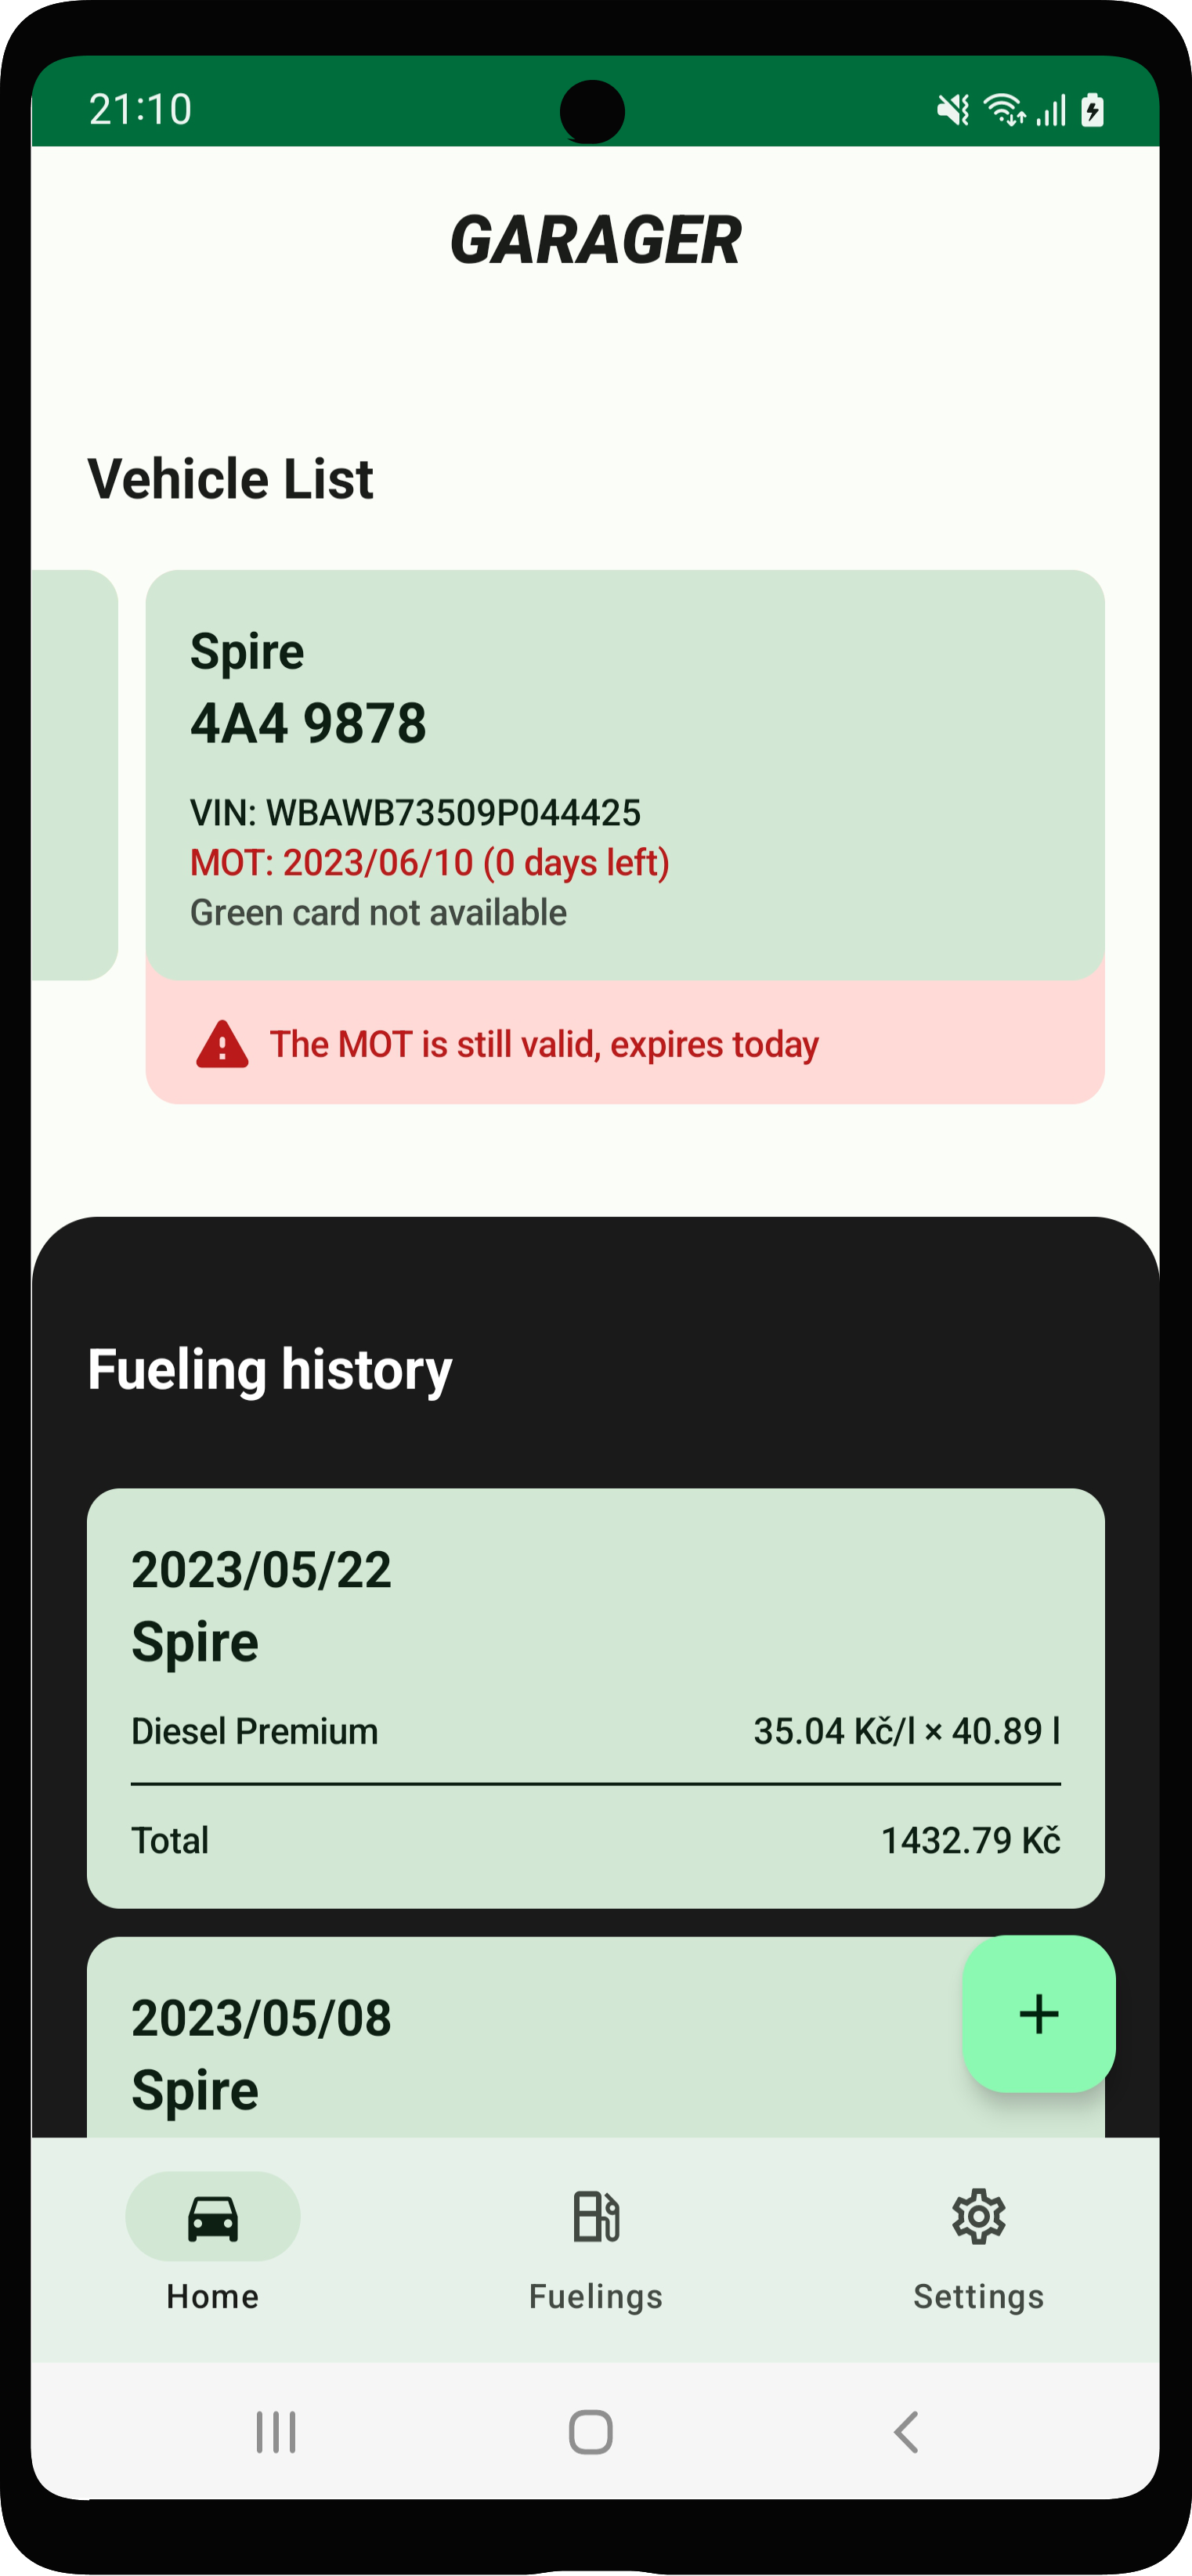 21:10
GARAGER
Vehicle List
Spire
4A4 9878
VIN: WBAWB73509P044425
MOT: 2023/06/10 (0 days left)
Green card not available
The MOT is still valid, expires today
Fueling history
2023/05/22
Spire
Diesel Premium 35.04 Kč/l × 40.89 l
Total 1432.79 Kč
2023/05/08
Spire
+
Home Fuelings Settings